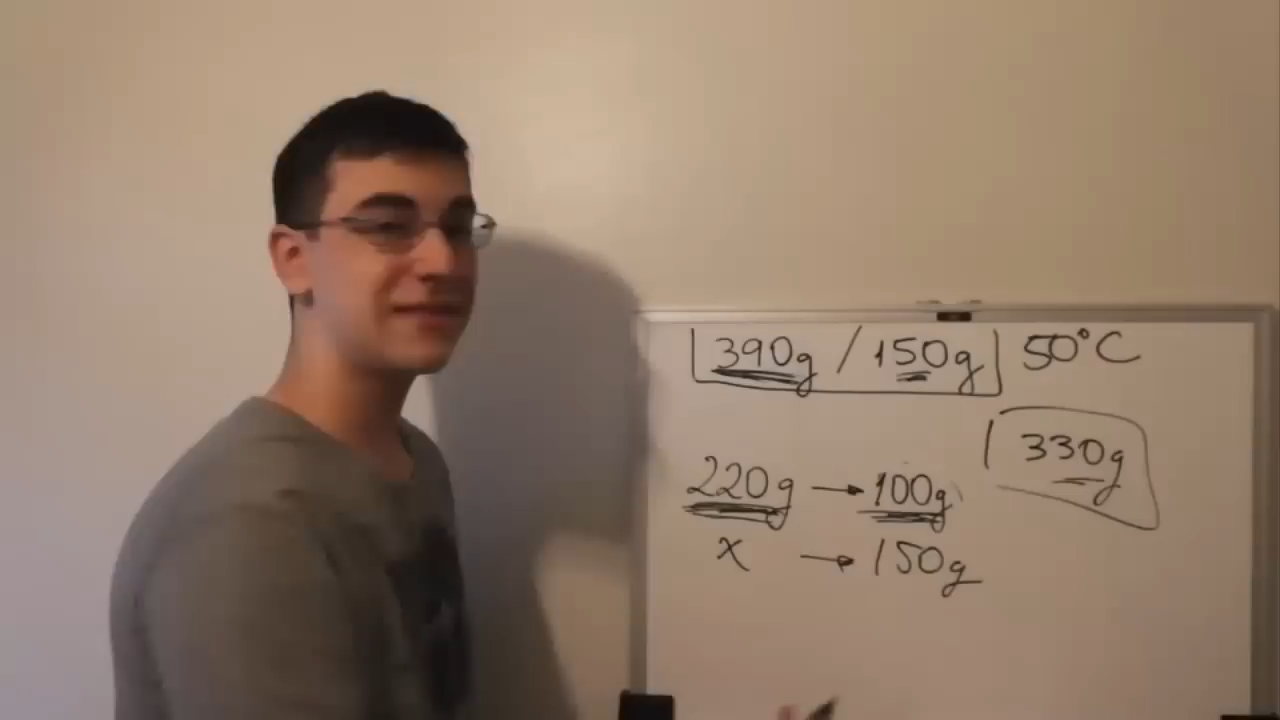 390g / 150g 50°C
330g
220g → 100g
x → 150g